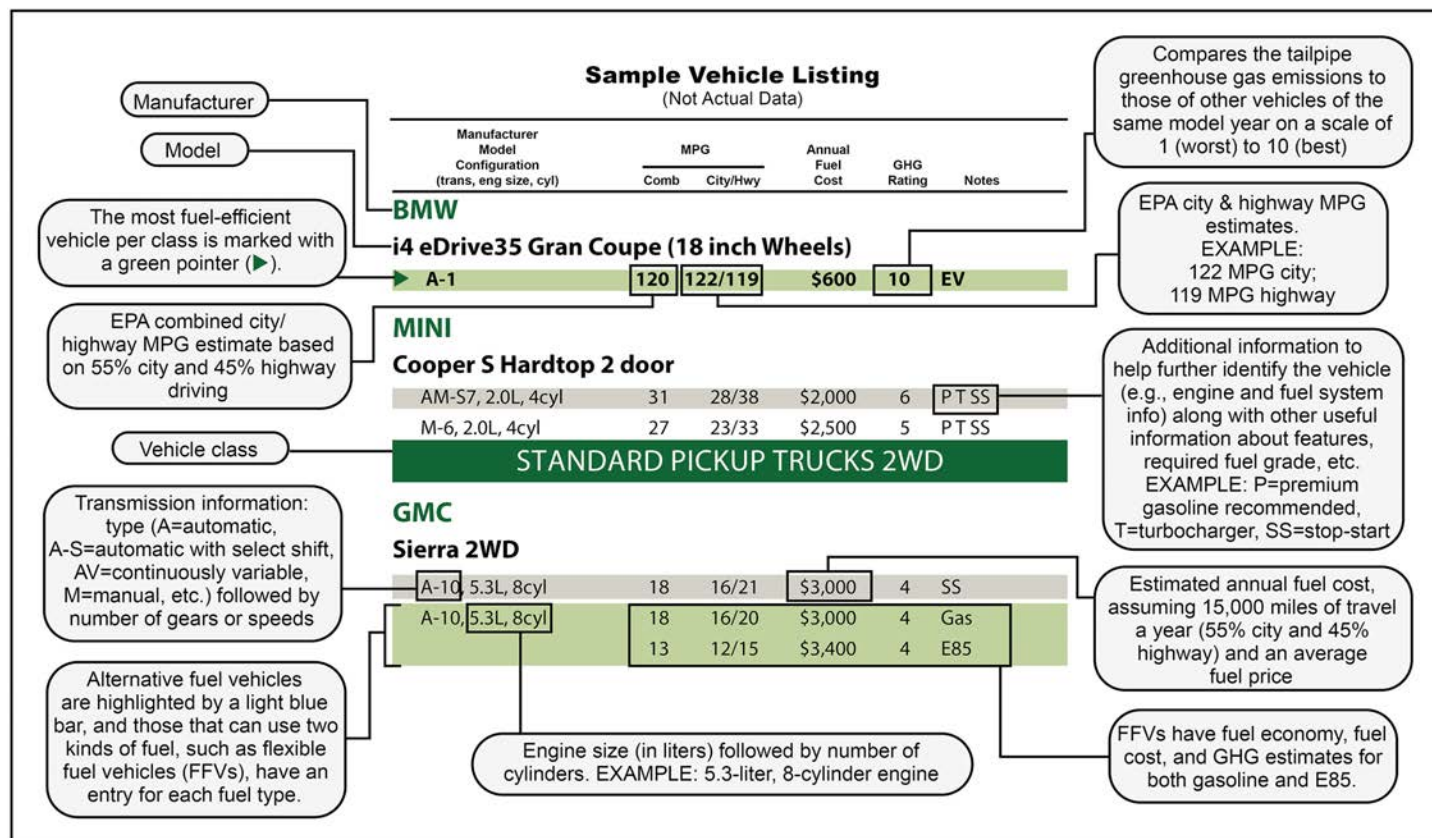 Sample Vehicle Listing
(Not Actual Data)
Manufacturer
Model
Configuration
(trans, eng size, cyl)
MPG
Comb
City/Hwy
Annual
Fuel
Cost
GHG
Rating
Notes
BMW
i4 eDrive35 Gran Coupe (18 inch Wheels)
▶ A-1 120 122/119 $600 10 EV
MINI
Cooper S Hardtop 2 door
AM-S7, 2.0L, 4cyl 31 28/38 $2,000 6 P T SS
M-6, 2.0L, 4cyl 27 23/33 $2,500 5 P T SS
STANDARD PICKUP TRUCKS 2WD
GMC
Sierra 2WD
A-10, 5.3L, 8cyl 18 16/21 $3,000 4 SS
A-10, 5.3L, 8cyl 18 16/20 $3,000 4 Gas
13 12/15 $3,400 4 E85
Manufacturer
Model
The most fuel-efficient
vehicle per class is marked with
a green pointer (▶).
EPA combined city/
highway MPG estimate based
on 55% city and 45% highway
driving
Vehicle class
Transmission information:
type (A=automatic,
A-S=automatic with select shift,
AV=continuously variable,
M=manual, etc.) followed by
number of gears or speeds
Alternative fuel vehicles
are highlighted by a light blue
bar, and those that can use two
kinds of fuel, such as flexible
fuel vehicles (FFVs), have an
entry for each fuel type.
Engine size (in liters) followed by number of
cylinders. EXAMPLE: 5.3-liter, 8-cylinder engine
Compares the tailpipe
greenhouse gas emissions to
those of other vehicles of the
same model year on a scale of
1 (worst) to 10 (best)
EPA city & highway MPG
estimates.
EXAMPLE:
122 MPG city;
119 MPG highway
Additional information to
help further identify the vehicle
(e.g., engine and fuel system
info) along with other useful
information about features,
required fuel grade, etc.
EXAMPLE: P=premium
gasoline recommended,
T=turbocharger, SS=stop-start
Estimated annual fuel cost,
assuming 15,000 miles of travel
a year (55% city and 45%
highway) and an average
fuel price
FFVs have fuel economy, fuel
cost, and GHG estimates for
both gasoline and E85.